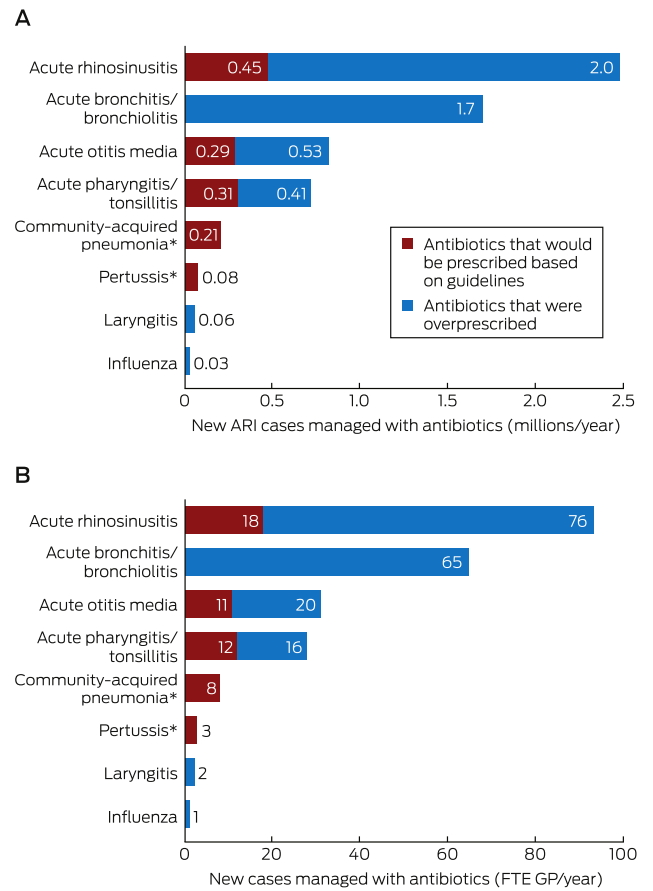 A
Acute rhinosinusitis
0.45
2.0
Acute bronchitis/
bronchiolitis
1.7
Acute otitis media
0.29
0.53
Acute pharyngitis/
tonsillitis
0.31
0.41
Community-acquired
pneumonia*
0.21
Pertussis*
0.08
Laryngitis
0.06
Influenza
0.03
Antibiotics that would
be prescribed based
on guidelines
Antibiotics that were
overprescribed
0
0.5
1.0
1.5
2.0
2.5
New ARI cases managed with antibiotics (millions/year)
B
Acute rhinosinusitis
18
76
Acute bronchitis/
bronchiolitis
65
Acute otitis media
11
20
Acute pharyngitis/
tonsillitis
12
16
Community-acquired
pneumonia*
8
Pertussis*
3
Laryngitis
2
Influenza
1
0
20
40
60
80
100
New cases managed with antibiotics (FTE GP/year)